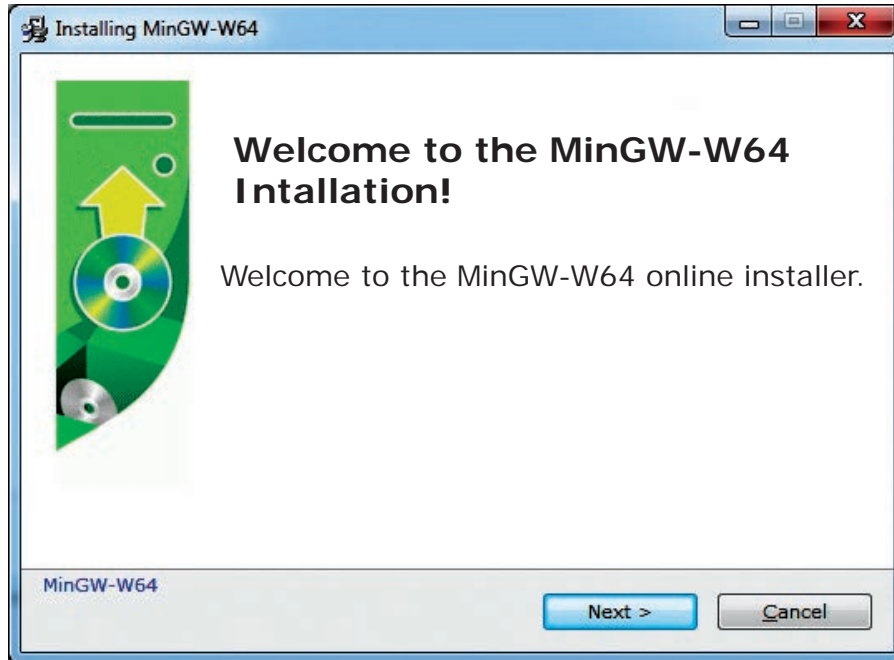 Installing MinGW-W64
Welcome to the MinGW-W64
Intallation!
Welcome to the MinGW-W64 online installer.
MinGW-W64
Next >
Cancel